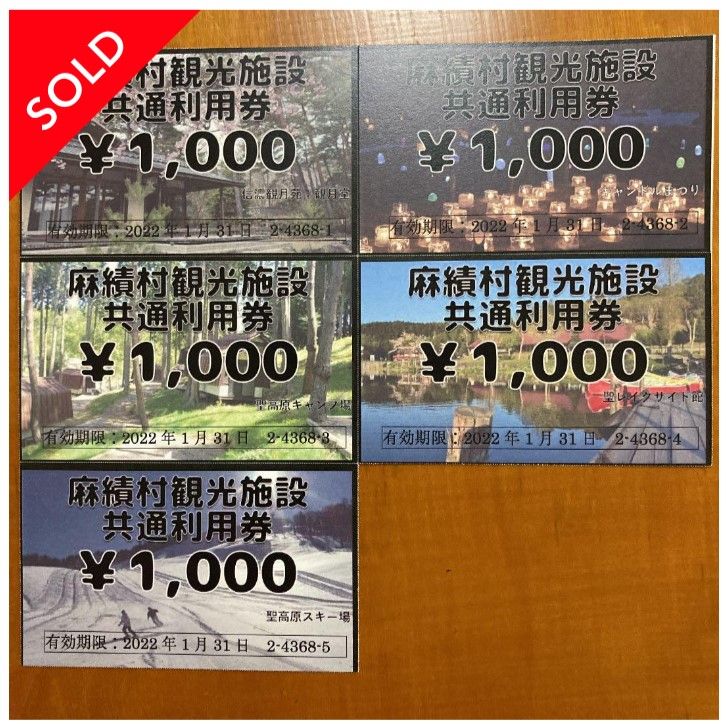 SOLD
績村観光施設
共通利用券
¥1,000
信濃観月苑・観月堂
有効期限：2022年1月31日 2-4368-1
麻績村観光施設
共通利用券
¥1,000
キャンドルまつり
有効期限：2022年1月31日 2-4368-2
麻績村観光施設
共通利用券
¥1,000
聖高原キャンプ場
有効期限：2022年1月31日 2-4368-3
麻績村観光施設
共通利用券
¥1,000
聖レイクサイド館
有効期限：2022年1月31日 2-4368-4
麻績村観光施設
共通利用券
¥1,000
聖高原スキー場
有効期限：2022年1月31日 2-4368-5